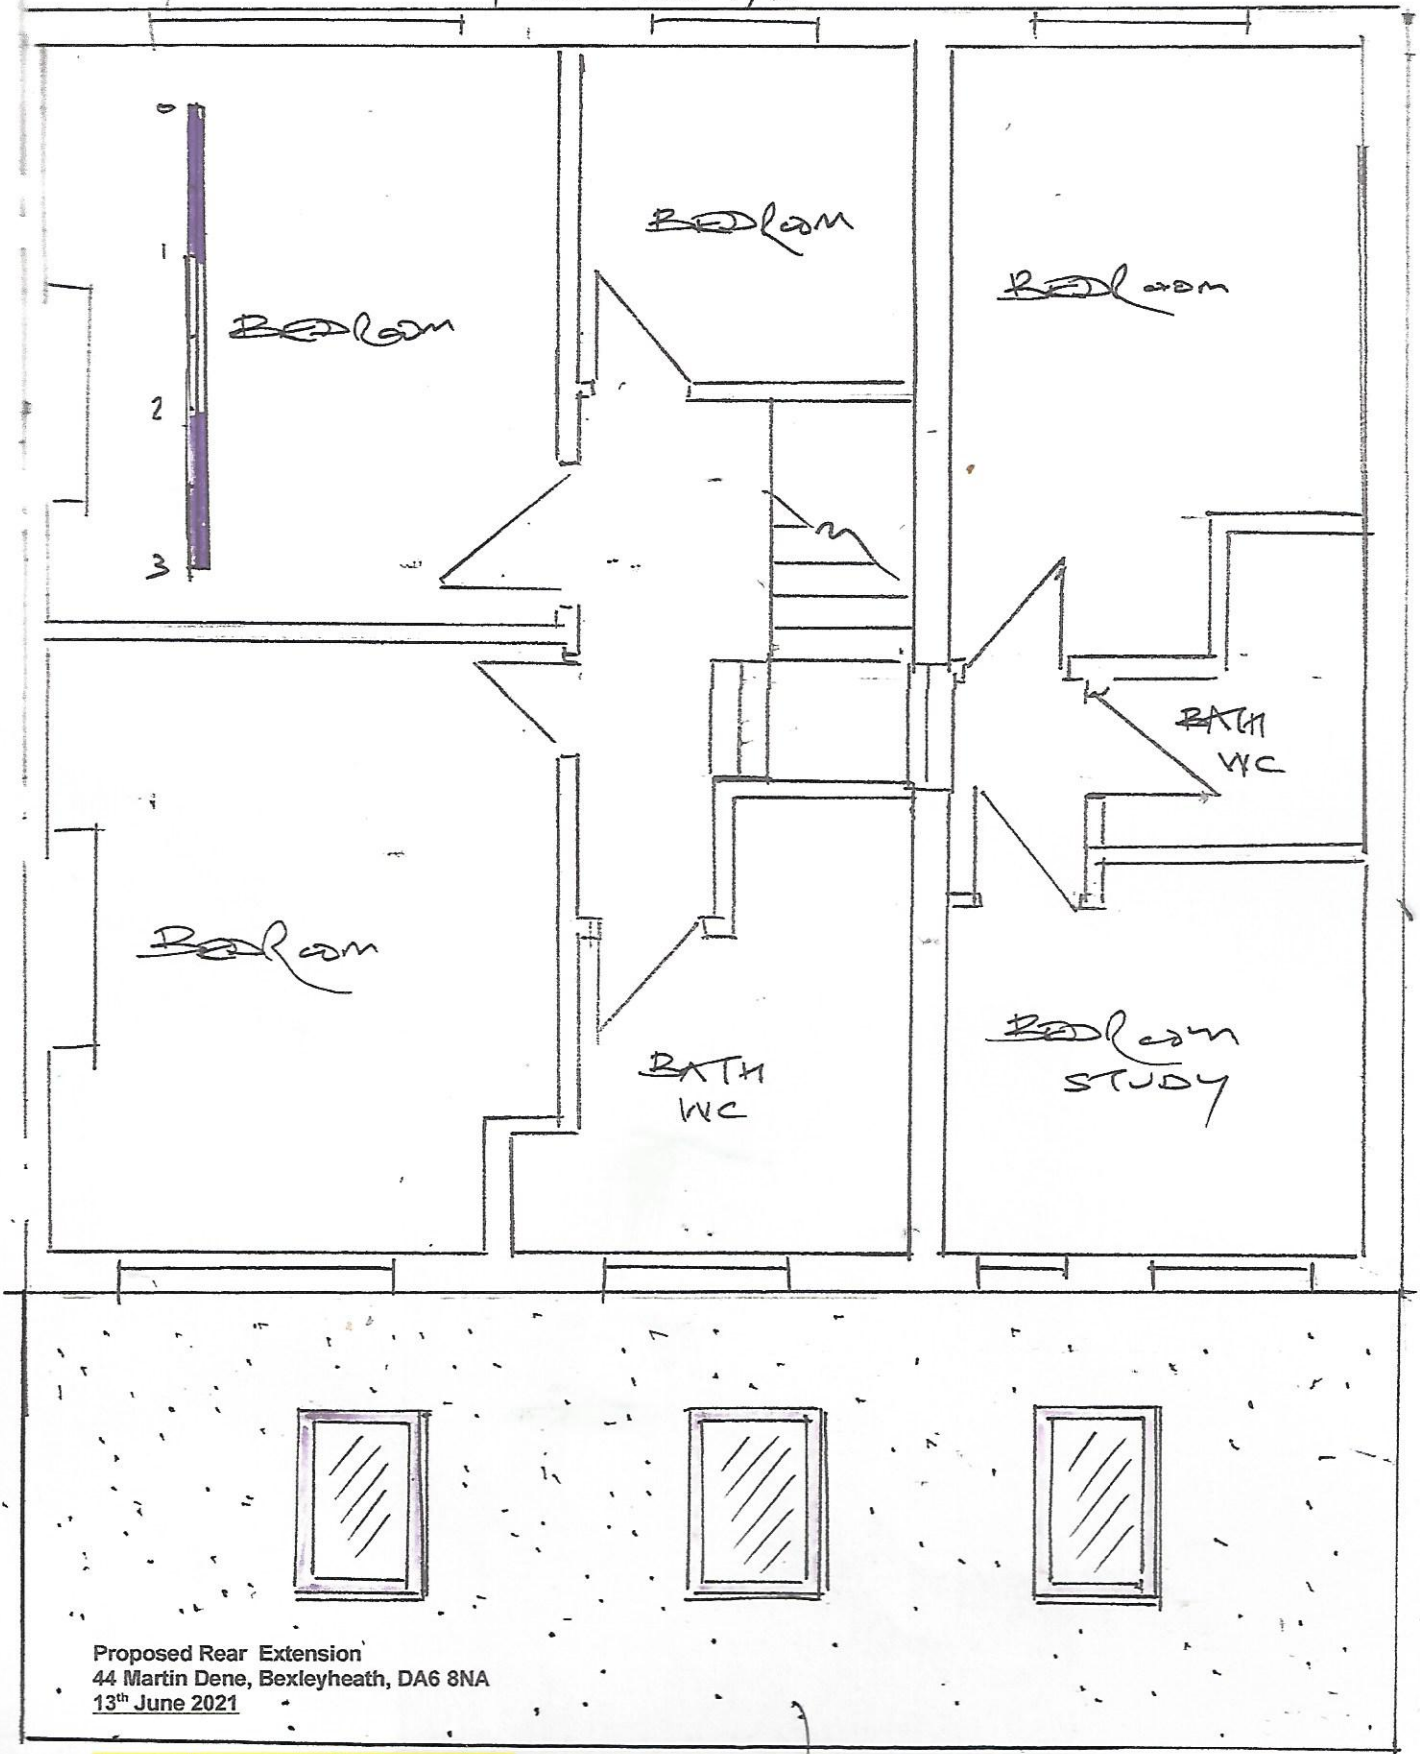 0
1
2
3
BEDROOM
BEDROOM
BEDROOM
BATH
WC
BEDROOM
BATH
WC
BEDROOM
STUDY
Proposed Rear Extension
44 Martin Dene, Bexleyheath, DA6 8NA
13th June 2021